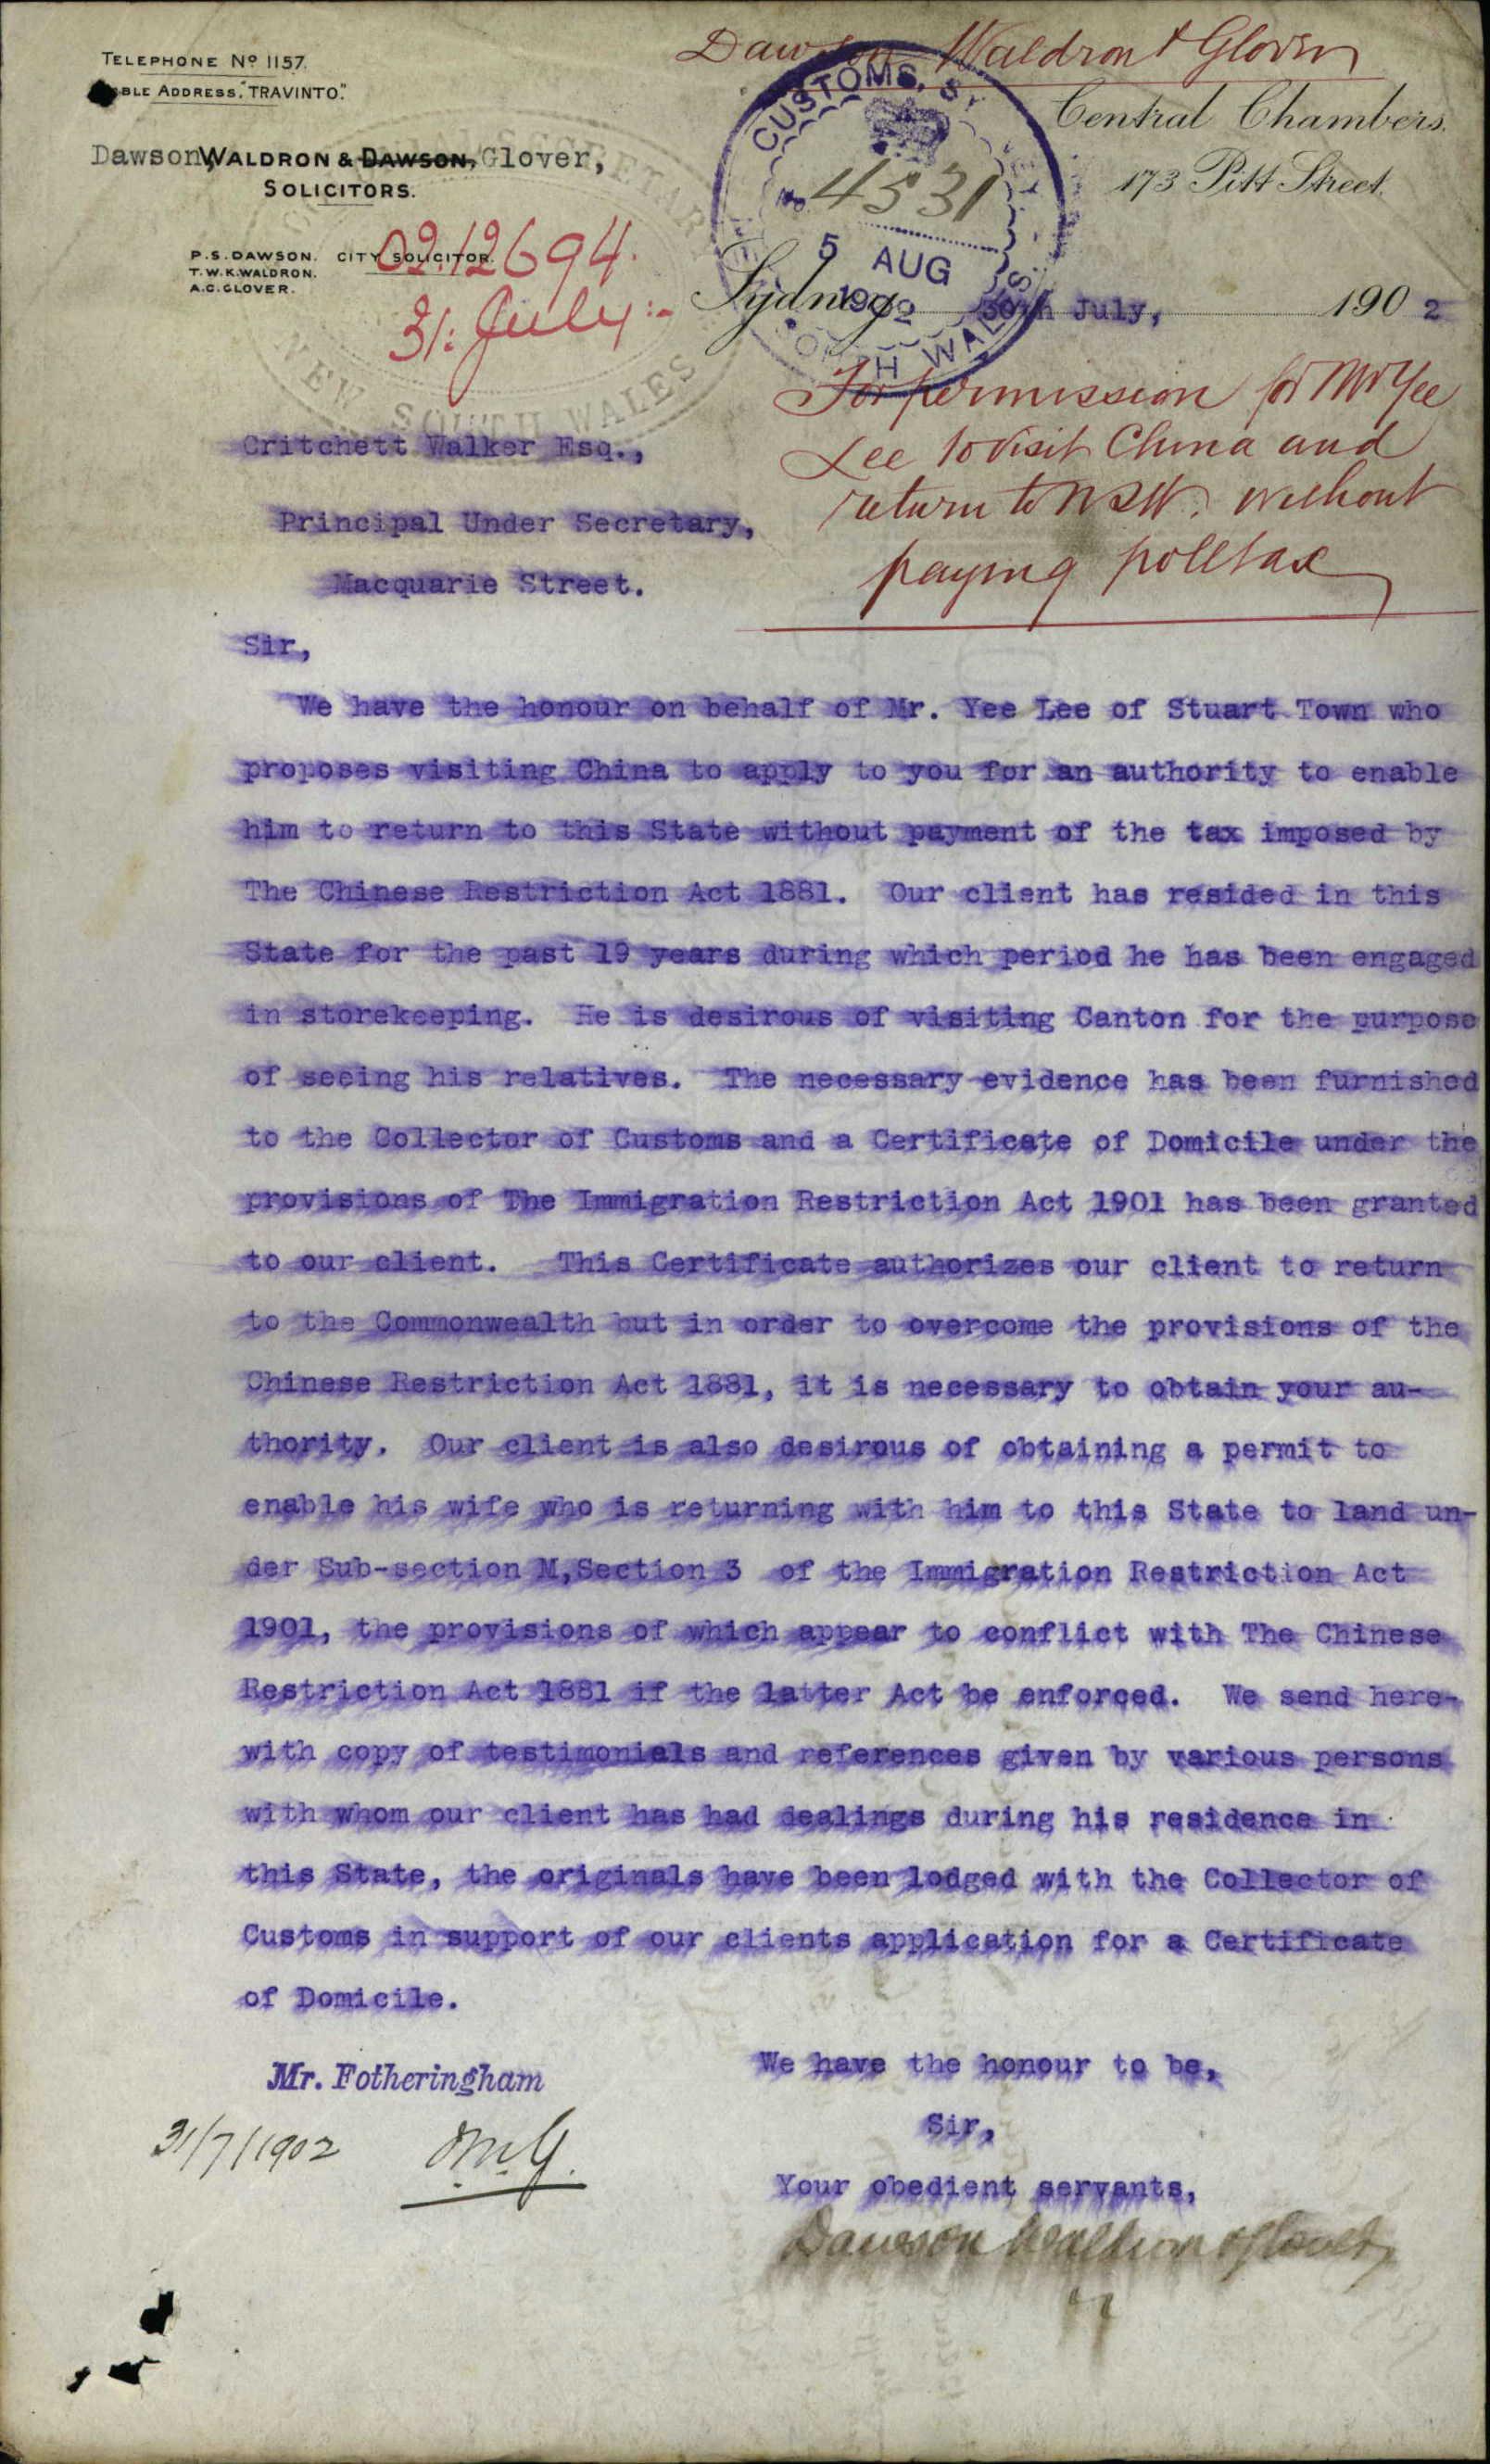 Dawson Waldron & Glover
TELEPHONE No 1157.
CABLE ADDRESS, "TRAVINTO."
Central Chambers.
173 Pitt Street.
Dawson, WALDRON & DAWSON, Glover,
SOLICITORS.
P.S. DAWSON. CITY SOLICITOR.
T.W.K. WALDRON.
A.C. GLOVER.
02.12694.
31: July:-
CUSTOMS, SYDNEY
NEW SOUTH WALES.
4531
5 AUG
1902
NEW SOUTH WALES
Sydney 30th July, 1902
For permission for Mr Yee
Lee to visit China and
return to N.S.W. without
paying polltax
Critchett Walker Esq.,
Principal Under Secretary,
Macquarie Street.
Sir,
We have the honour on behalf of Mr. Yee Lee of Stuart Town who
proposes visiting China to apply to you for an authority to enable
him to return to this State without payment of the tax imposed by
The Chinese Restriction Act 1881. Our client has resided in this
State for the past 19 years during which period he has been engaged
in storekeeping. He is desirous of visiting Canton for the purpose
of seeing his relatives. The necessary evidence has been furnished
to the Collector of Customs and a Certificate of Domicile under the
provisions of The Immigration Restriction Act 1901 has been granted
to our client. This Certificate authorizes our client to return
to the Commonwealth but in order to overcome the provisions of the
Chinese Restriction Act 1881, it is necessary to obtain your au-
thority. Our client is also desirous of obtaining a permit to
enable his wife who is returning with him to this State to land un-
der Sub-section M,Section 3 of the Immigration Restriction Act
1901, the provisions of which appear to conflict with The Chinese
Restriction Act 1881 if the latter Act be enforced. We send here-
with copy of testimonials and references given by various persons
with whom our client has had dealings during his residence in
this State, the originals have been lodged with the Collector of
Customs in support of our clients application for a Certificate
of Domicile.
We have the honour to be,
Sir,
Your obedient servants,
Dawson Waldron & Glover
Mr. Fotheringham
31/7/1902